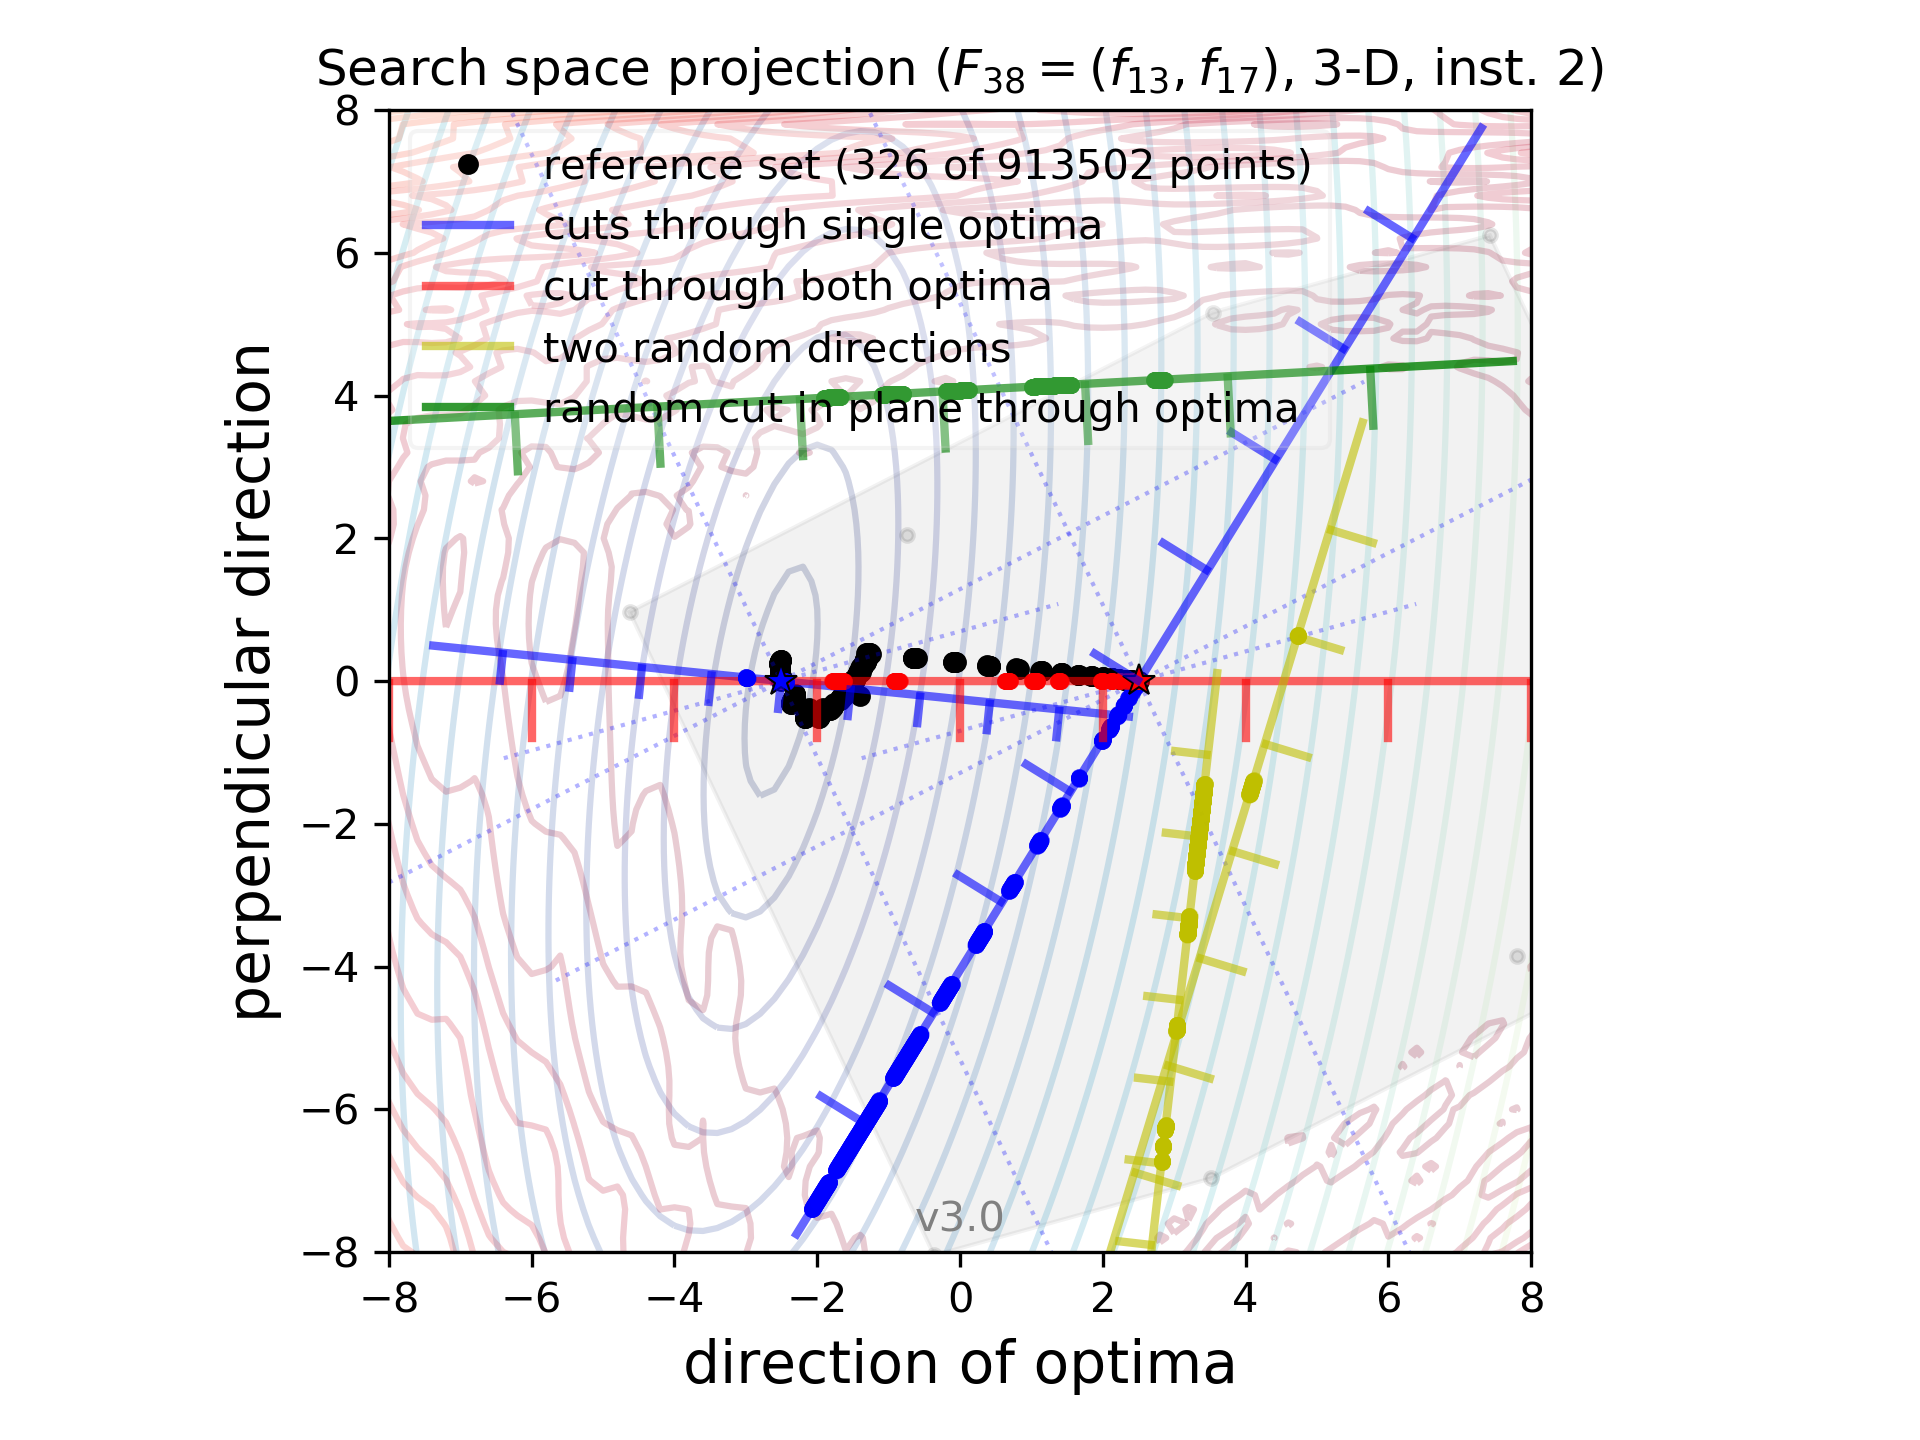 Search space projection (F38 = (f13, f17), 3-D, inst. 2)
reference set (326 of 913502 points)
cuts through single optima
cut through both optima
two random directions
random cut in plane through optima
perpendicular direction
8
6
4
2
0
−2
−4
−6
−8
v3.0
−8 −6 −4 −2 0 2 4 6 8
direction of optima